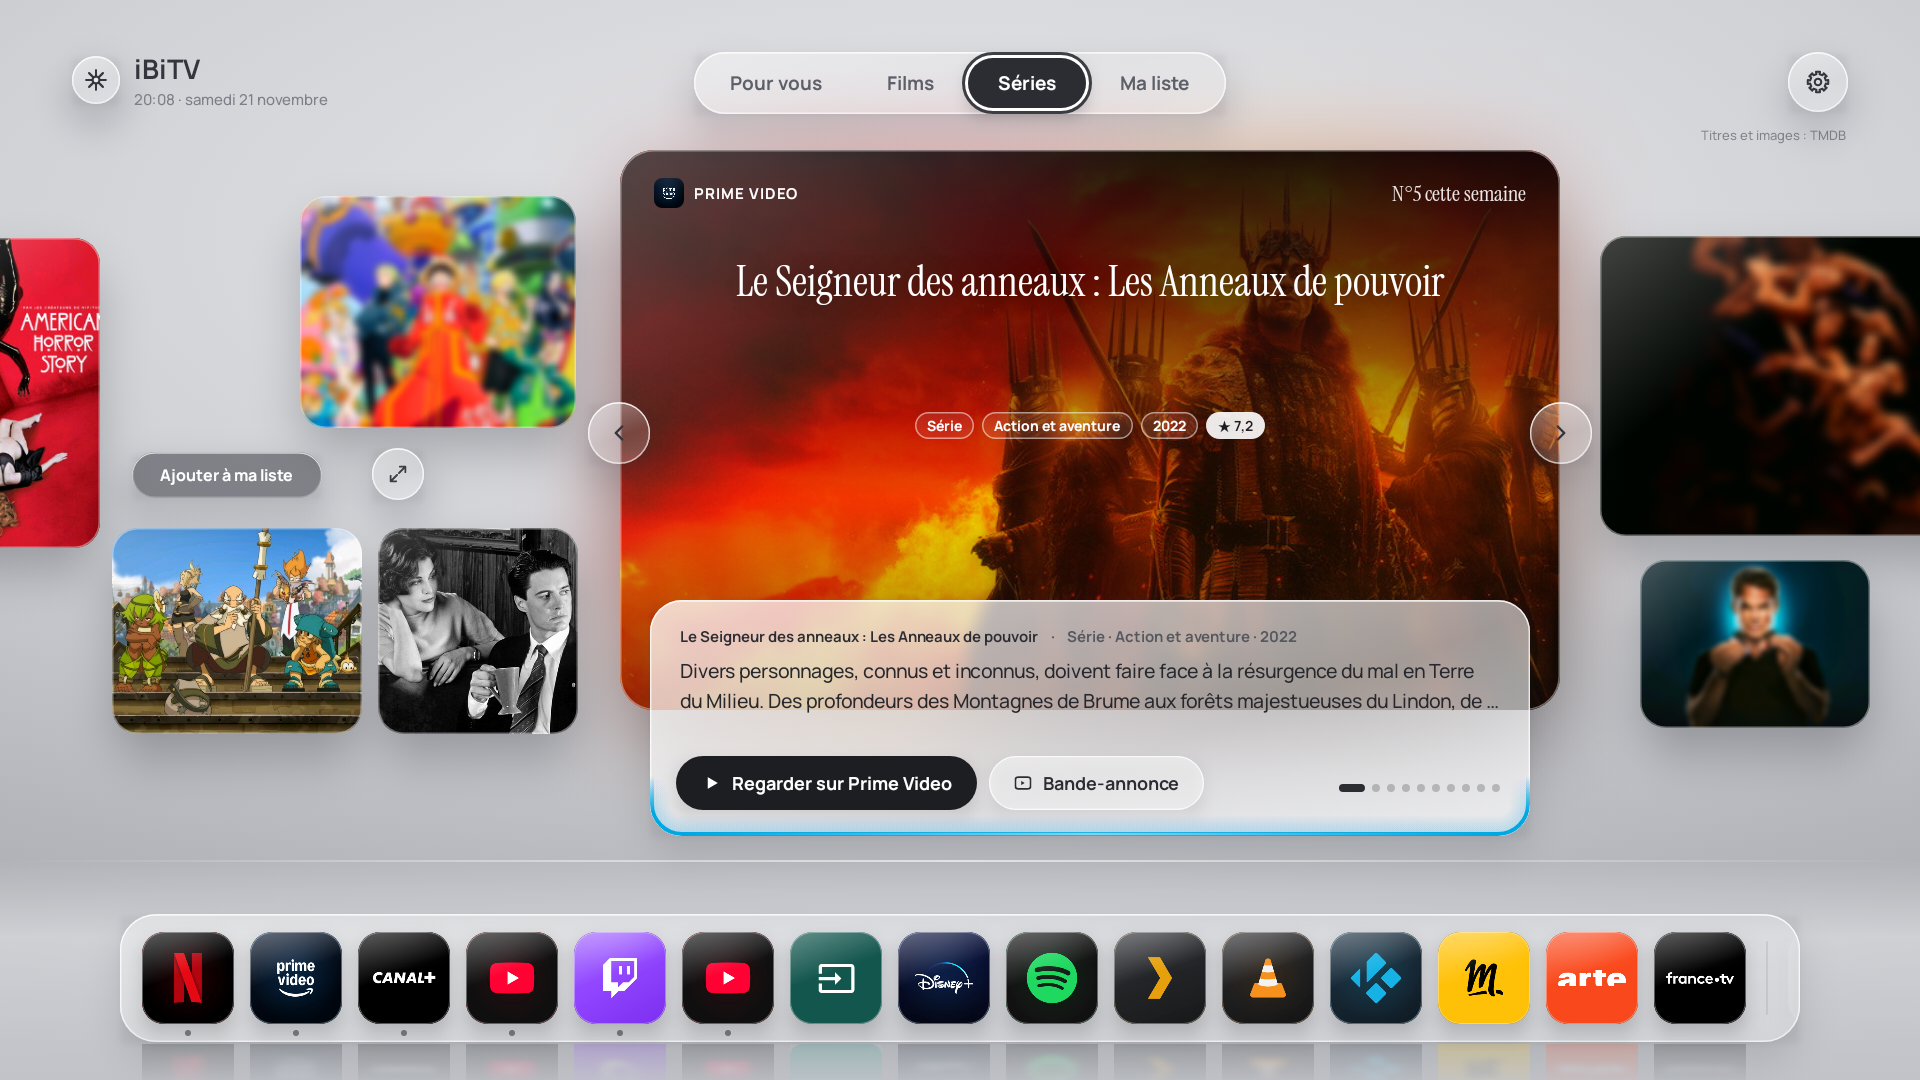 iBiTV
20:08 · samedi 21 novembre
Pour vous
Films
Séries
Ma liste
Titres et images : TMDB
PRIME VIDEO
N°5 cette semaine
Le Seigneur des anneaux : Les Anneaux de pouvoir
Série
Action et aventure
2022
★ 7,2
AMERICAN
HORROR
STORY
Ajouter à ma liste
Le Seigneur des anneaux : Les Anneaux de pouvoir · Série · Action et aventure · 2022
Divers personnages, connus et inconnus, doivent faire face à la résurgence du mal en Terre
du Milieu. Des profondeurs des Montagnes de Brume aux forêts majestueuses du Lindon, de ...
Regarder sur Prime Video
Bande-annonce
N
prime
video
CANAL+
Disney+
M.
arte
france•tv